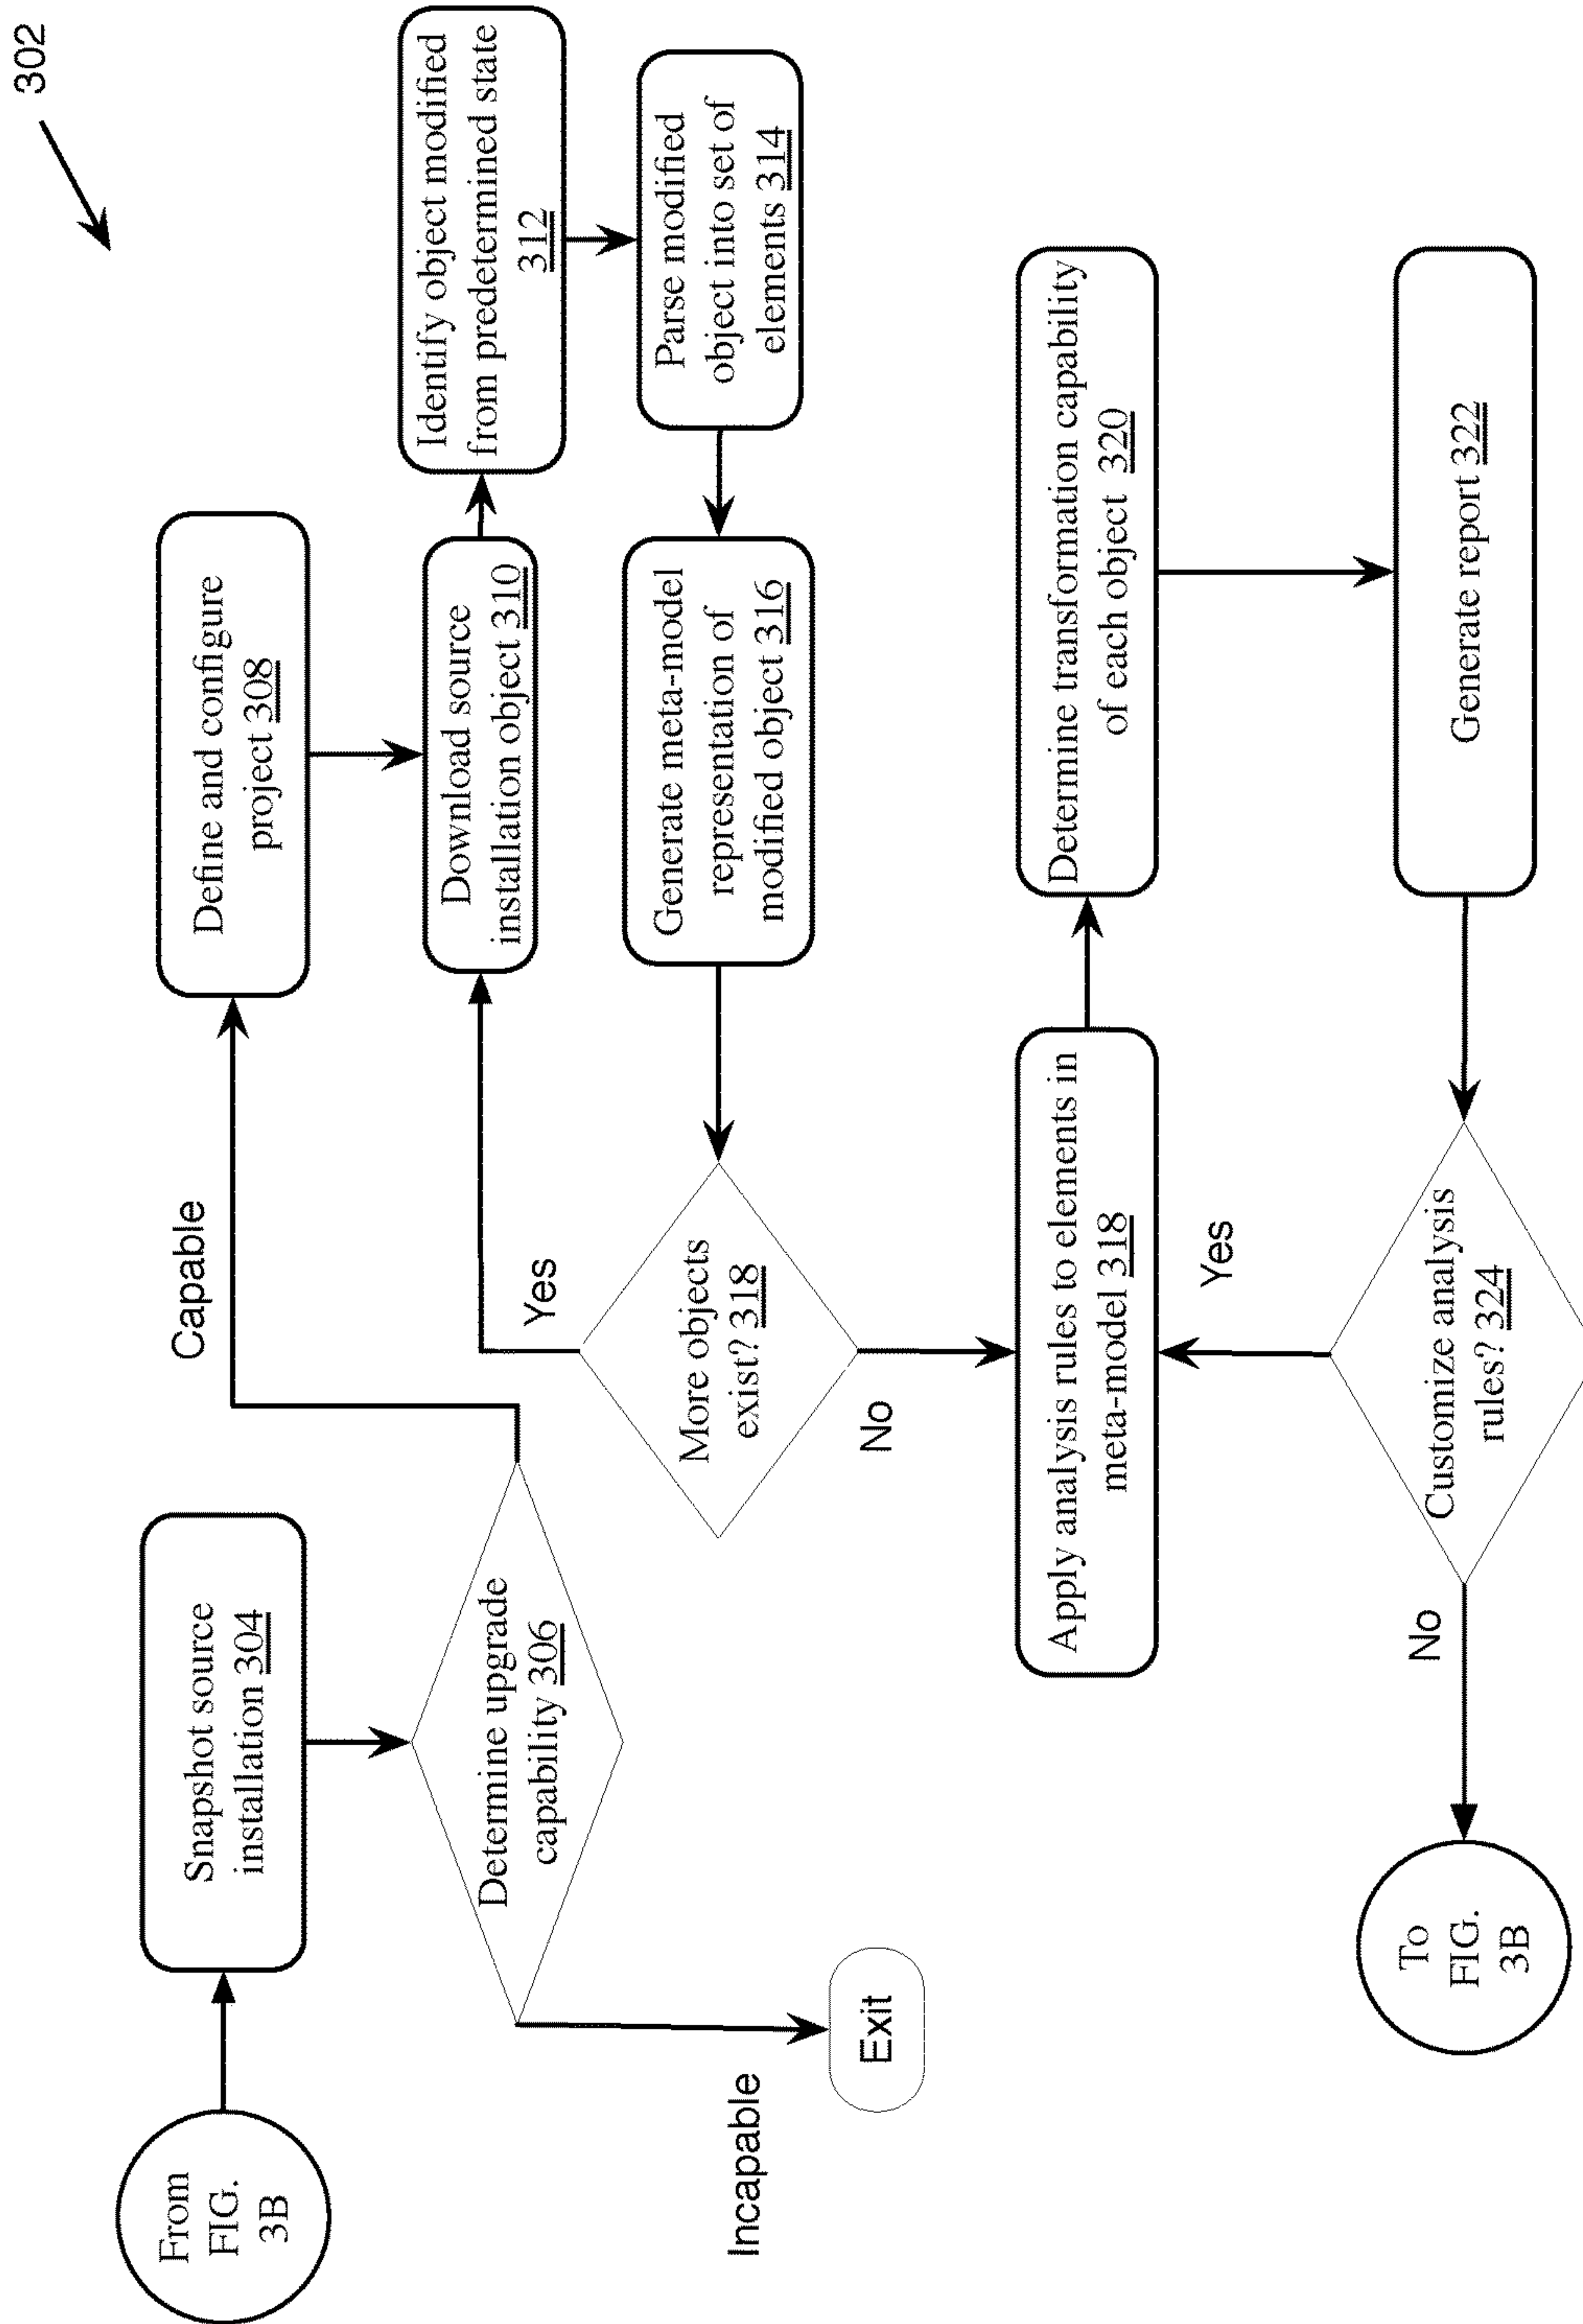 302
From
FIG.
3B
Snapshot source
installation 304
Determine upgrade
capability 306
Incapable
Exit
Capable
Define and configure
project 308
Download source
installation object 310
Identify object modified
from predetermined state
312
Parse modified
object into set of
elements 314
Generate meta-model
representation of
modified object 316
More objects
exist? 318
Yes
No
Apply analysis rules to elements in
meta-model 318
Determine transformation capability
of each object 320
Generate report 322
Customize analysis
rules? 324
Yes
No
To
FIG.
3B